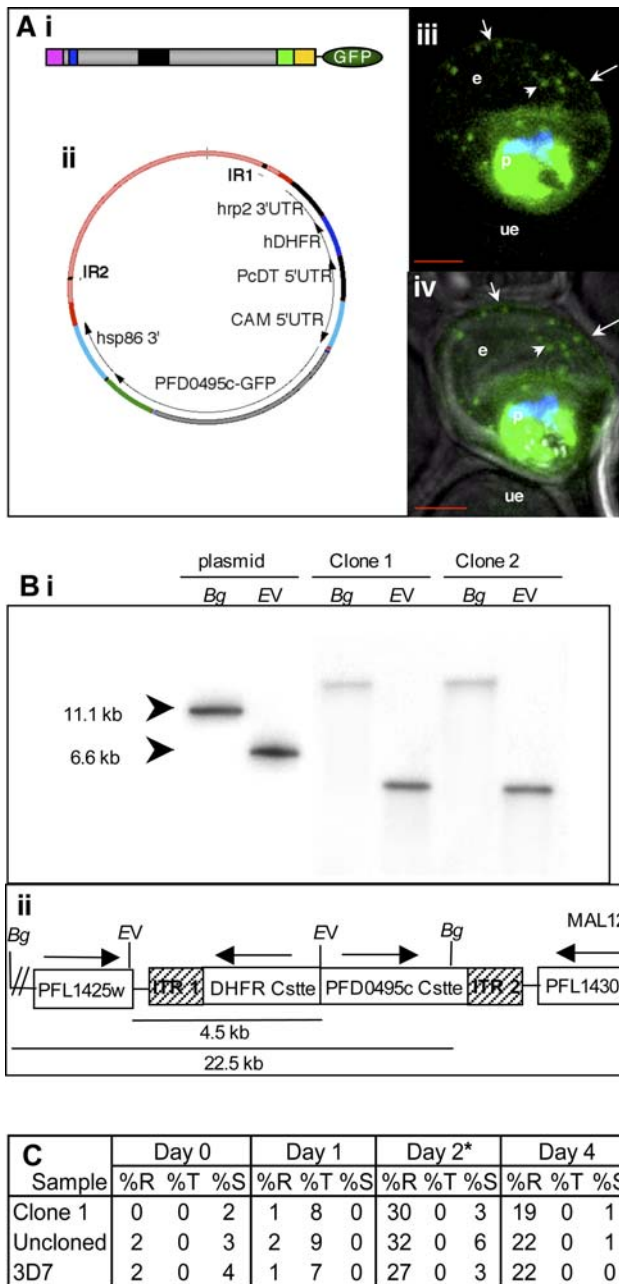 A i
GFP
ii
IR1
hrp2 3'UTR
hDHFR
IR2
PcDT 5'UTR
CAM 5'UTR
hsp86 3'
PFD0495c-GFP
iii
e
p
ue
iv
e
p
ue
B i
plasmid Clone 1 Clone 2
Bg EV Bg EV Bg EV
11.1 kb
6.6 kb
ii
Bg EV EV Bg MAL12
PFL1425w ITR 1 DHFR Cstte PFD0495c Cstte ITR 2 PFL1430
4.5 kb
22.5 kb
C Day 0 Day 1 Day 2* Day 4
Sample %R %T %S %R %T %S %R %T %S %R %T %S
Clone 1 0 0 2 1 8 0 30 0 3 19 0 1
Uncloned 2 0 3 2 9 0 32 0 6 22 0 1
3D7 2 0 4 1 7 0 27 0 3 22 0 0